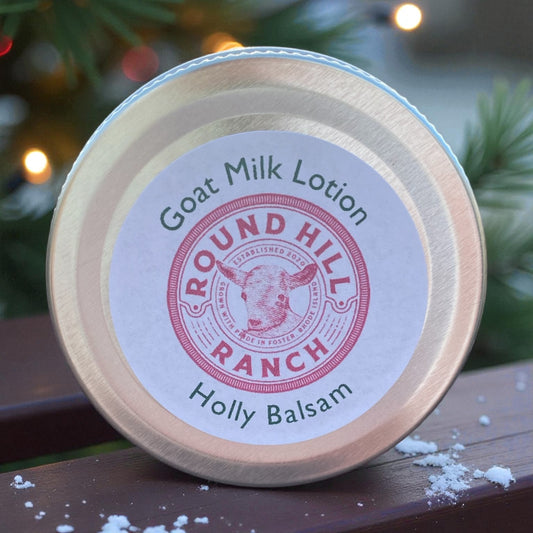 Goat Milk Lotion
ROUND HILL
ESTABLISHED 2020
GROWN WITH PRIDE IN FOSTER, RHODE ISLAND
RANCH
Holly Balsam